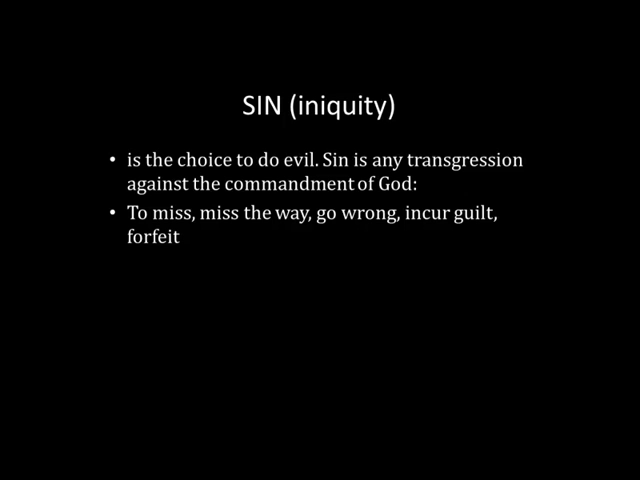 SIN (iniquity)
• is the choice to do evil. Sin is any transgression
against the commandment of God:
• To miss, miss the way, go wrong, incur guilt,
forfeit